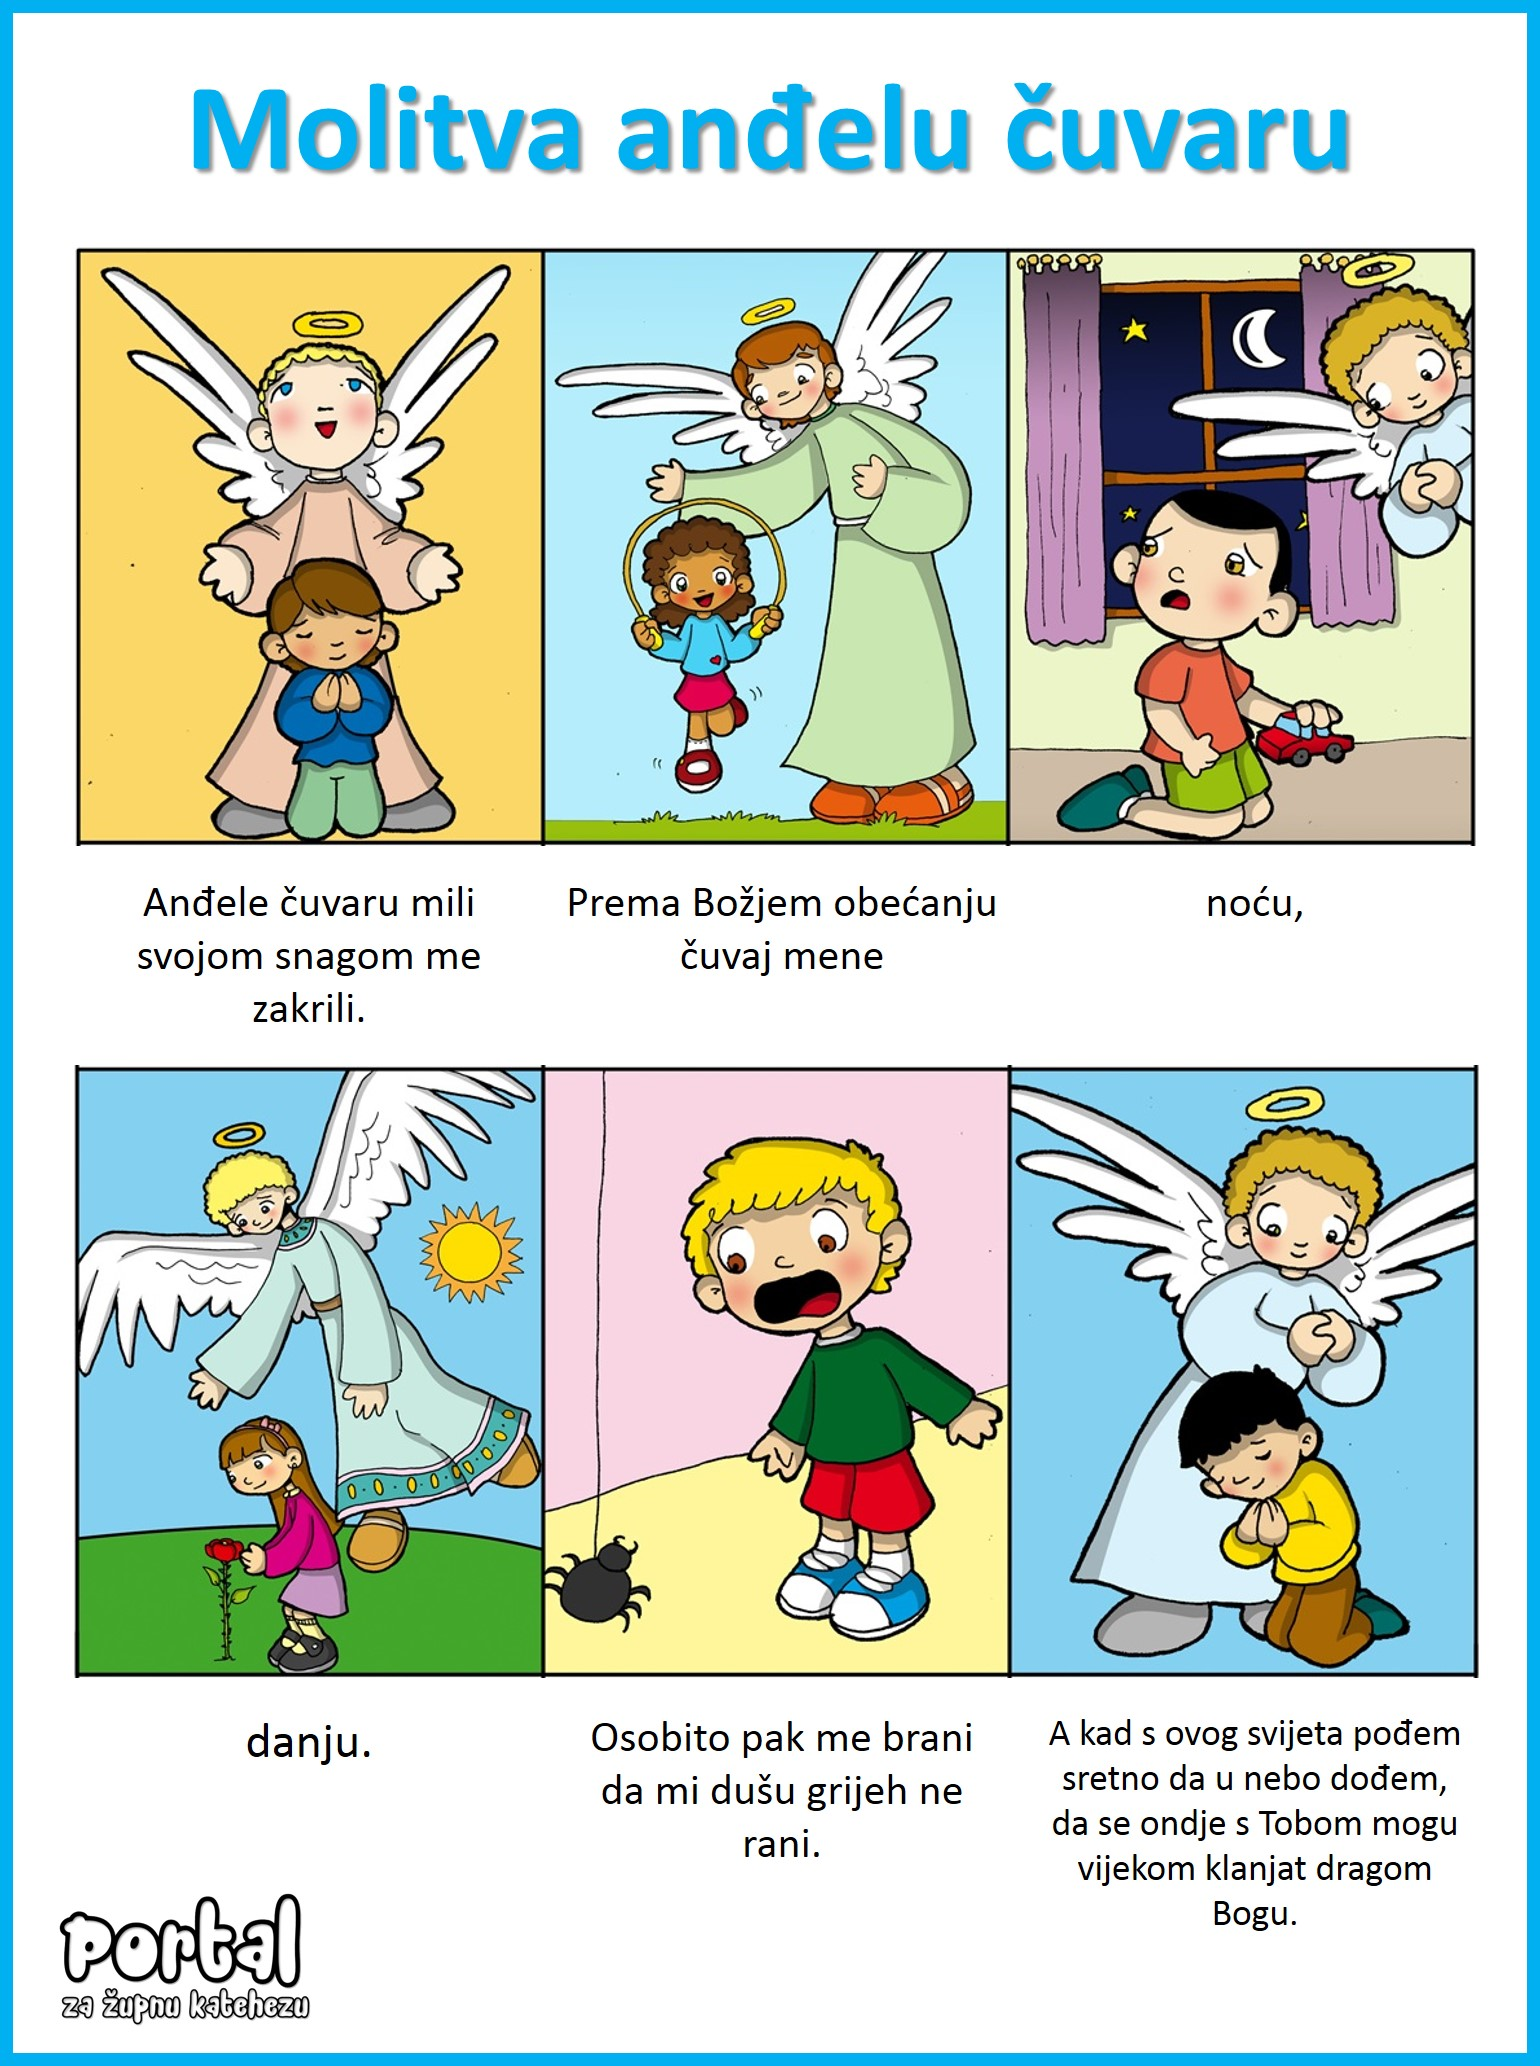 Molitva anđelu čuvaru
Anđele čuvaru mili
svojom snagom me
zakrili.
Prema Božjem obećanju
čuvaj mene
noću,
danju.
Osobito pak me brani
da mi dušu grijeh ne
rani.
A kad s ovog svijeta pođem
sretno da u nebo dođem,
da se ondje s Tobom mogu
vijekom klanjat dragom
Bogu.
portal
za župnu katehezu